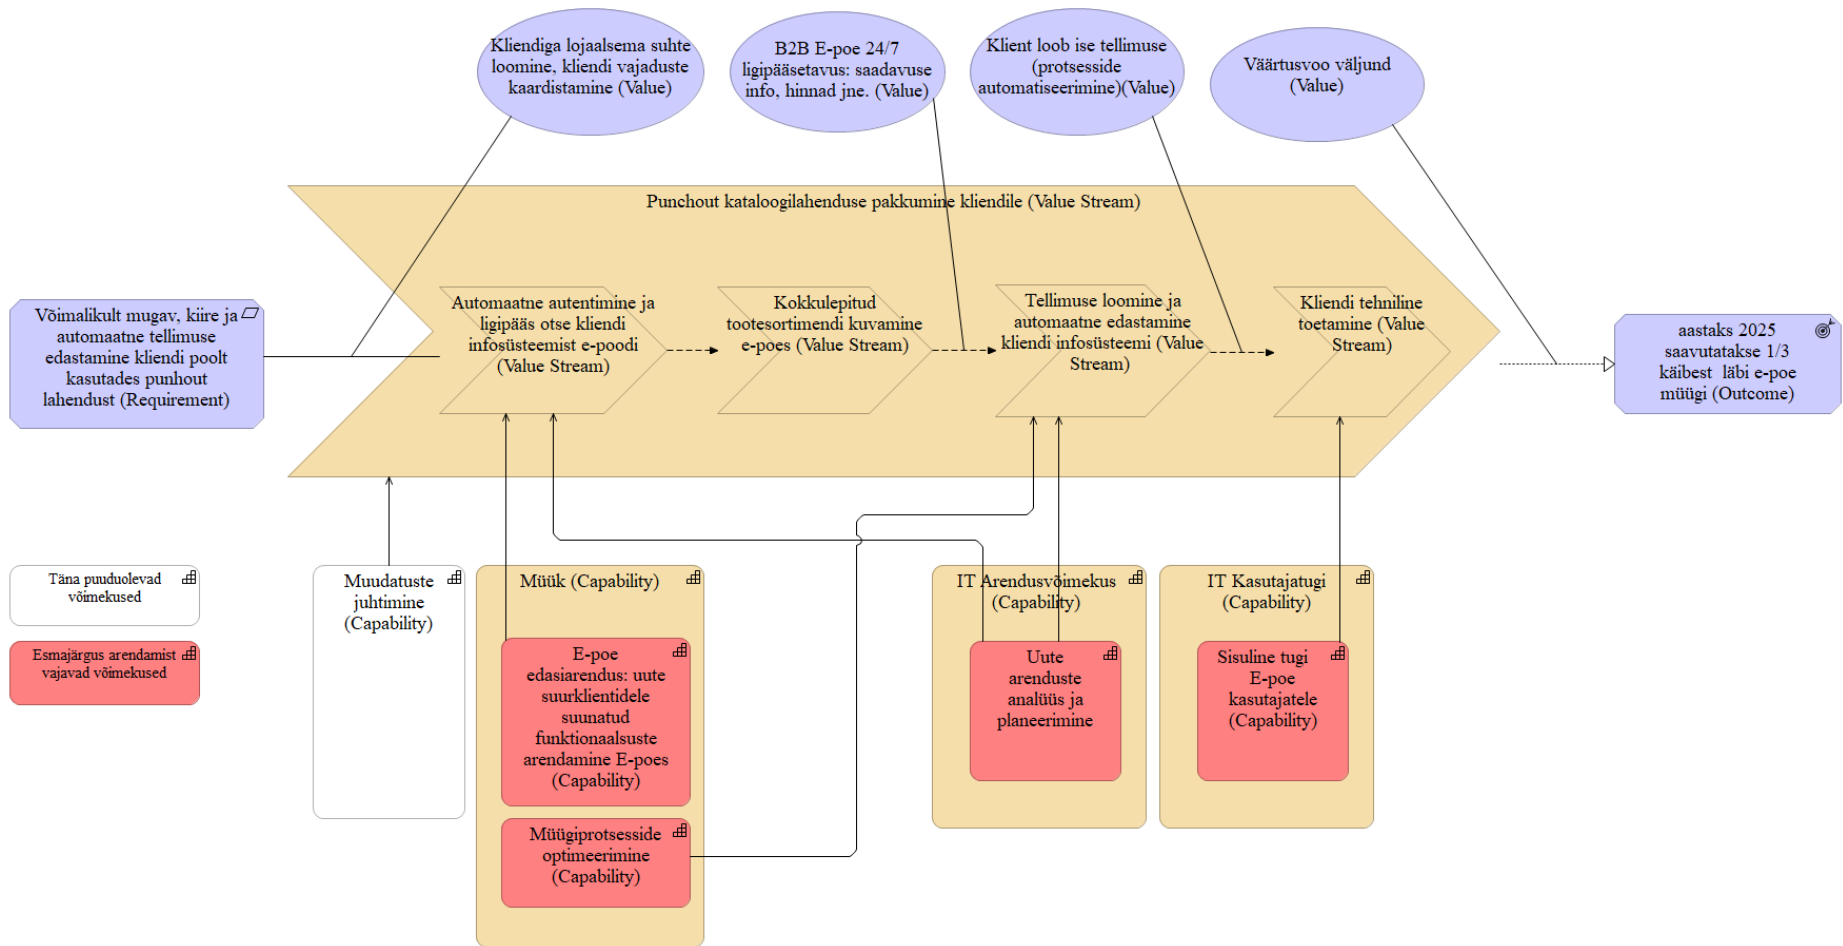 Kliendiga lojaalsema suhte
loomine, kliendi vajaduste
kaardistamine (Value)
B2B E-poe 24/7
ligipääsetavus: saadavuse
info, hinnad jne. (Value)
Klient loob ise tellimuse
(protsesside
automatiseerimine)(Value)
Väärtusvoo väljund
(Value)
Punchout kataloogilahenduse pakkumine kliendile (Value Stream)
Võimalikult mugav, kiire ja
automaatne tellimuse
edastamine kliendi poolt
kasutades punhout
lahendust (Requirement)
Automaatne autentimine ja
ligipääs otse kliendi
infosüsteemist e-poodi
(Value Stream)
Kokkulepitud
tootesortimendi kuvamine
e-poes (Value Stream)
Tellimuse loomine ja
automaatne edastamine
kliendi infosüsteemi (Value
Stream)
Kliendi tehniline
toetamine (Value
Stream)
aastaks 2025
saavutatakse 1/3
käibest läbi e-poe
müügi (Outcome)
Täna puuduolevad
võimekused
Esmajärgus arendamist
vajavad võimekused
Muudatuste
juhtimine
(Capability)
Müük (Capability)
E-poe
edasiarendus: uute
suurklientidele
suunatud
funktionaalsuste
arendamine E-poes
(Capability)
Müügiprotsesside
optimeerimine
(Capability)
IT Arendusvõimekus
(Capability)
Uute
arenduste
analüüs ja
planeerimine
IT Kasutajatugi
(Capability)
Sisuline tugi
E-poe
kasutajatele
(Capability)